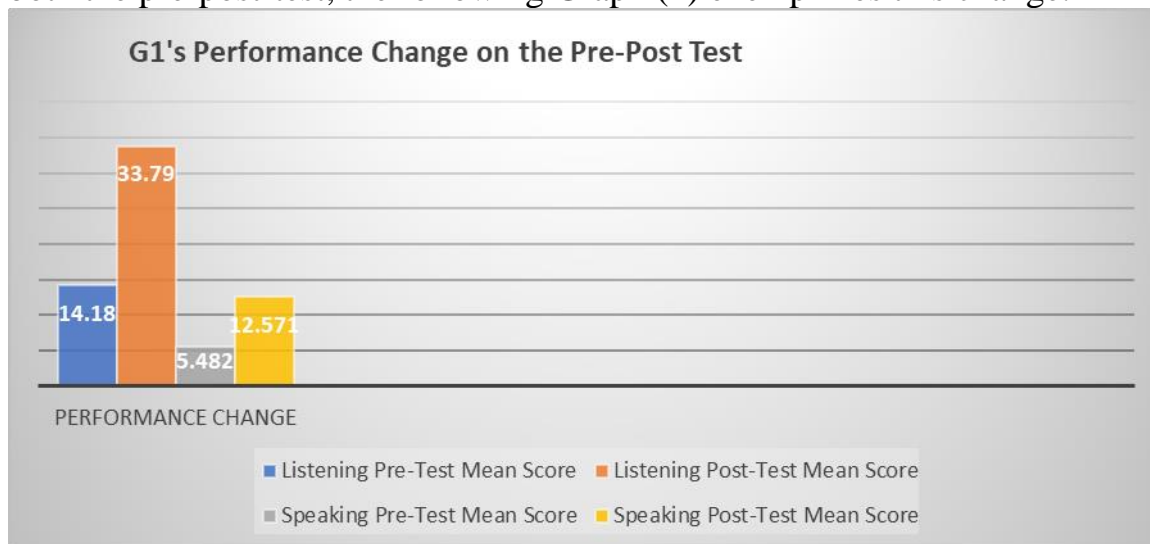 G1's Performance Change on the Pre-Post Test
33.79
14.18
12.571
5.482
PERFORMANCE CHANGE
Listening Pre-Test Mean Score
Listening Post-Test Mean Score
Speaking Pre-Test Mean Score
Speaking Post-Test Mean Score